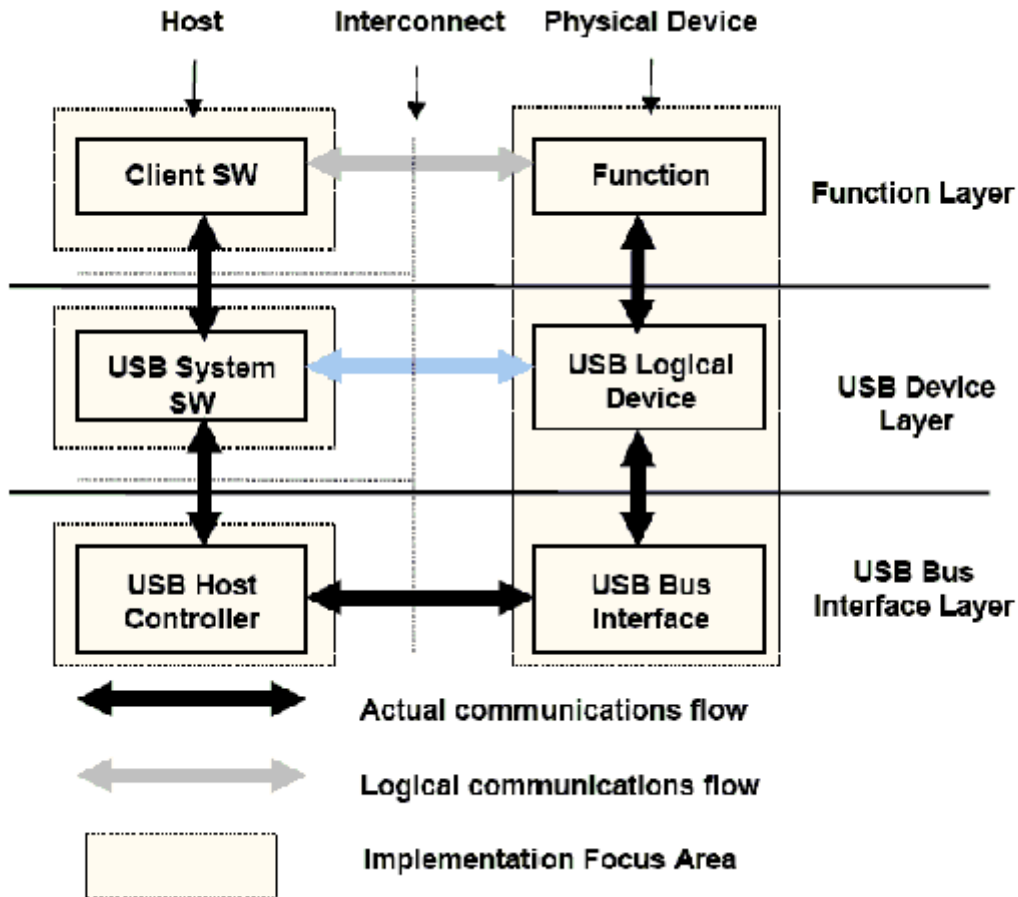 Host
Interconnect
Physical Device
Client SW
Function
Function Layer
USB System
SW
USB Logical
Device
USB Device
Layer
USB Host
Controller
USB Bus
Interface
USB Bus
Interface Layer
Actual communications flow
Logical communications flow
Implementation Focus Area